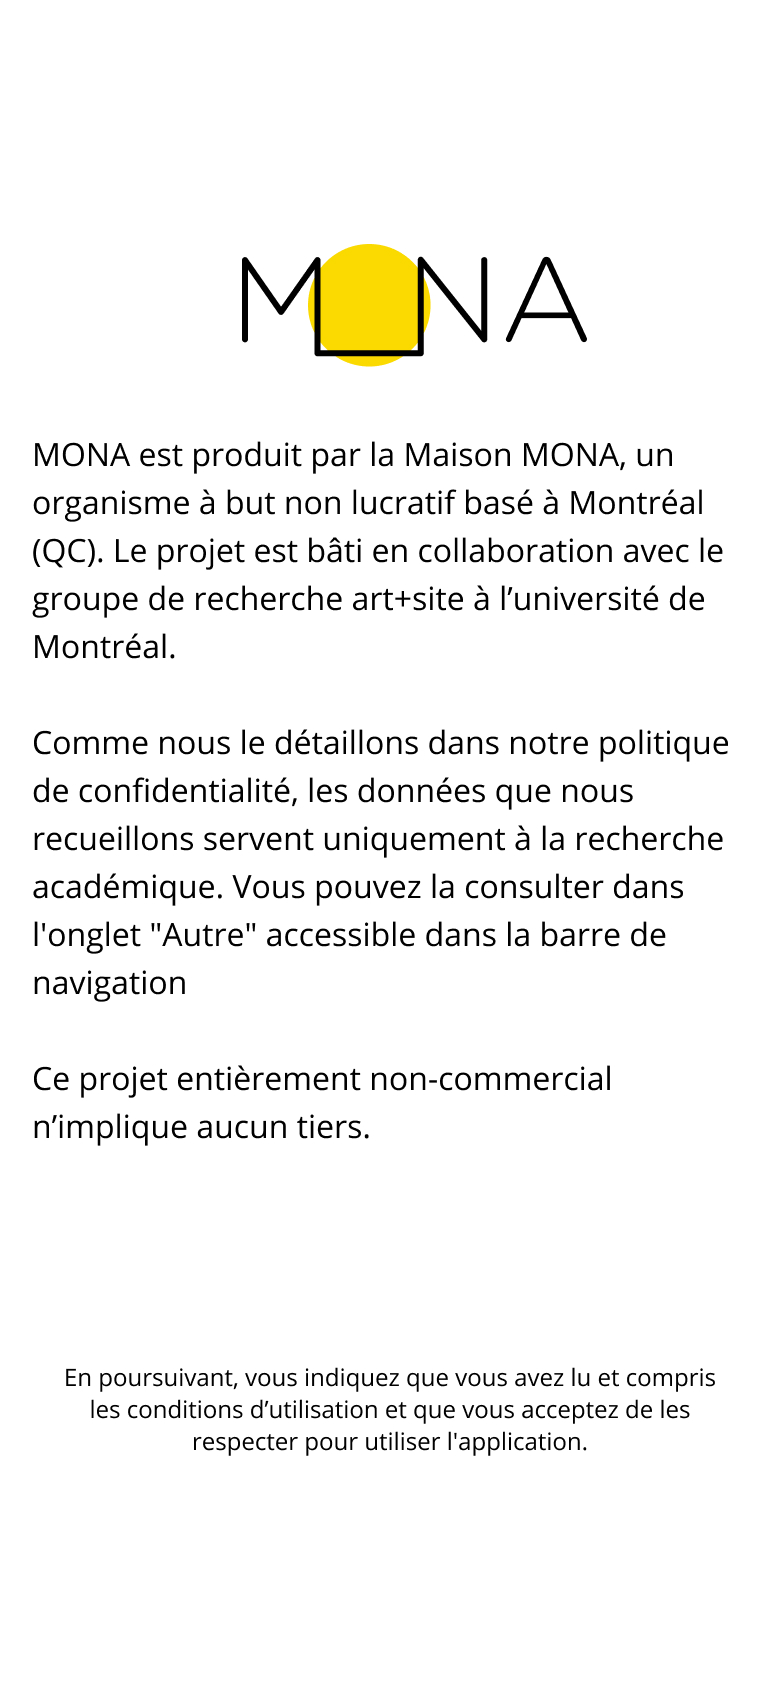 MONA
MONA est produit par la Maison MONA, un
organisme à but non lucratif basé à Montréal
(QC). Le projet est bâti en collaboration avec le
groupe de recherche art+site à l’université de
Montréal.
Comme nous le détaillons dans notre politique
de confidentialité, les données que nous
recueillons servent uniquement à la recherche
académique. Vous pouvez la consulter dans
l'onglet "Autre" accessible dans la barre de
navigation
Ce projet entièrement non-commercial
n’implique aucun tiers.
En poursuivant, vous indiquez que vous avez lu et compris
les conditions d’utilisation et que vous acceptez de les
respecter pour utiliser l'application.